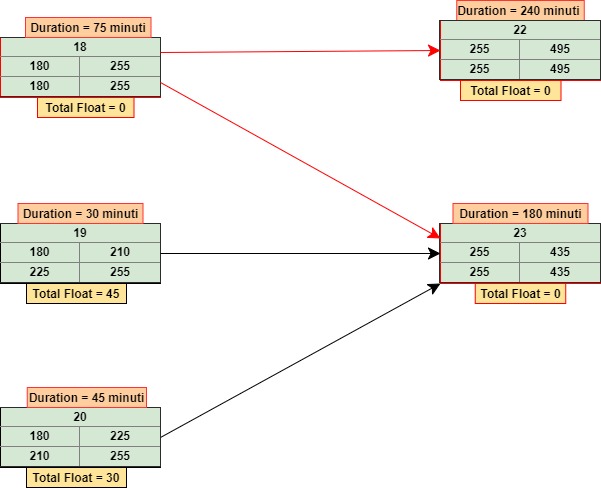 Duration = 75 minuti
18
180 255
180 255
Total Float = 0
Duration = 240 minuti
22
255 495
255 495
Total Float = 0
Duration = 30 minuti
19
180 210
225 255
Total Float = 45
Duration = 180 minuti
23
255 435
255 435
Total Float = 0
Duration = 45 minuti
20
180 225
210 255
Total Float = 30